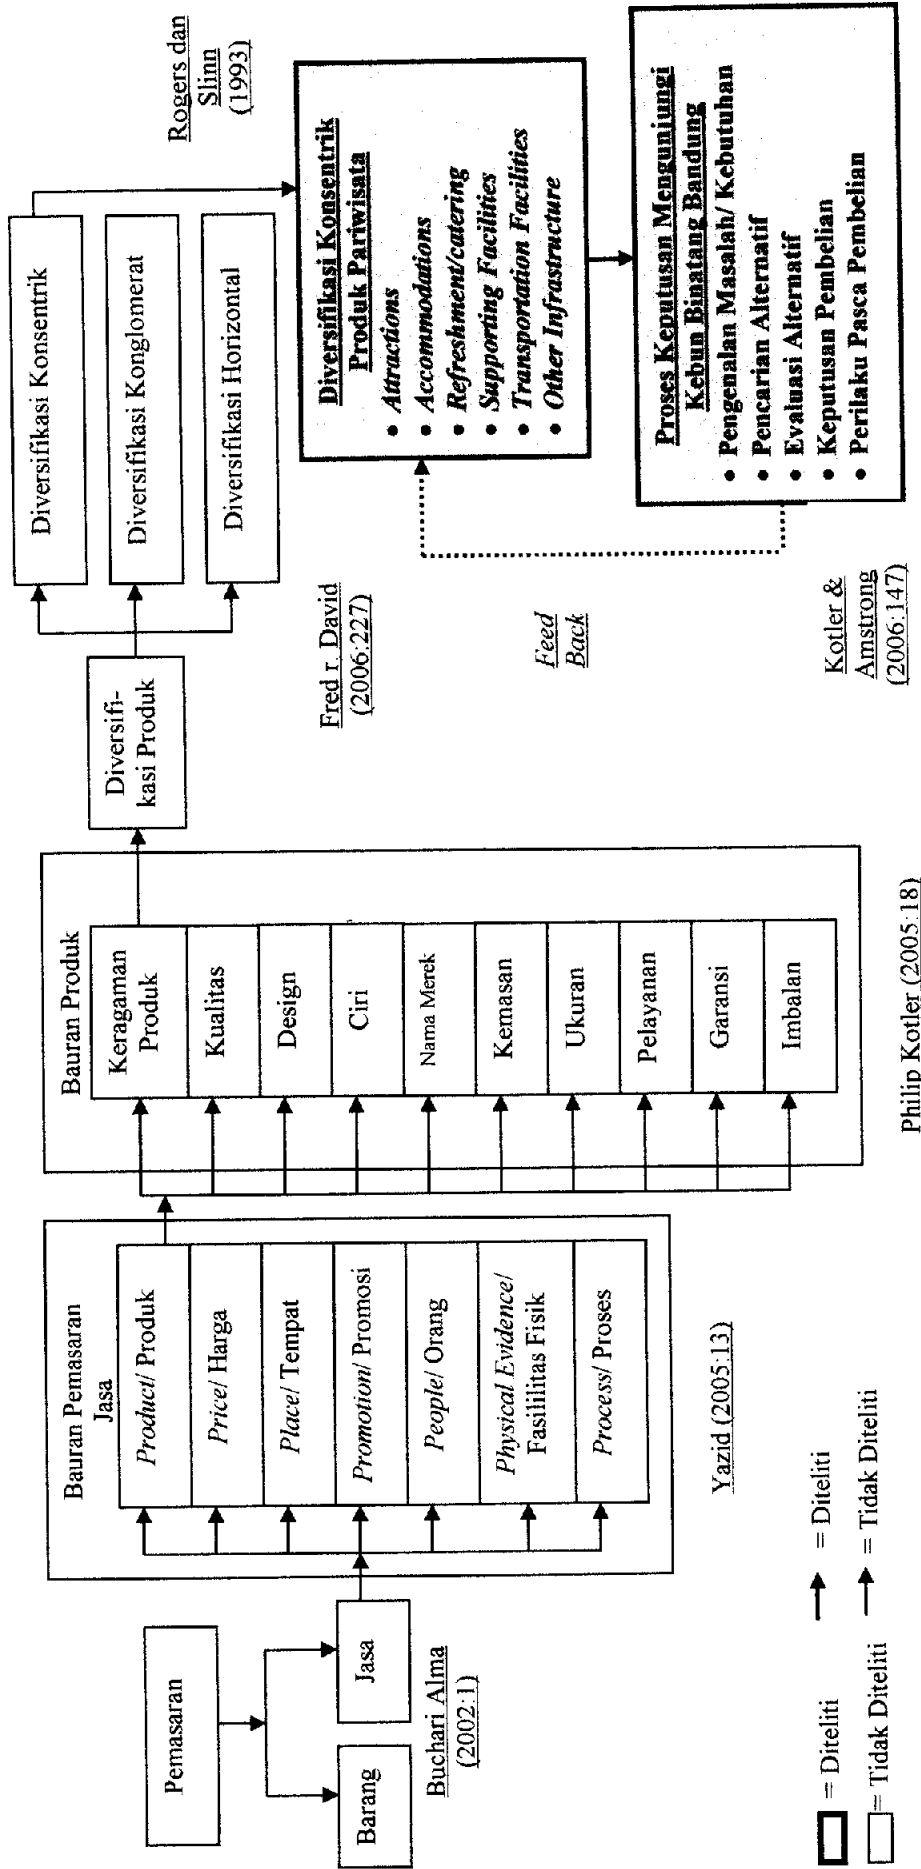 Pemasaran
Barang
Jasa
Buchari Alma
(2002:1)
Bauran Pemasaran
Jasa
Product/ Produk
Price/ Harga
Place/ Tempat
Promotion/ Promosi
People/ Orang
Physical Evidence/
Fasililitas Fisik
Process/ Proses
Yazid (2005:13)
Bauran Produk
Keragaman
Produk
Kualitas
Design
Ciri
Nama Merek
Kemasan
Ukuran
Pelayanan
Garansi
Imbalan
Philip Kotler (2005:18)
Diversifi-
kasi Produk
Diversifikasi Konsentrik
Diversifikasi Konglomerat
Diversifikasi Horizontal
Fred r. David
(2006:227)
Rogers dan
Slinn
(1993)
Diversifikasi Konsentrik
Produk Pariwisata
• Attractions
• Accommodations
• Refreshment/catering
• Supporting Facilities
• Transportation Facilities
• Other Infrastructure
Feed
Back
Proses Keputusan Mengunjungi
Kebun Binatang Bandung
• Pengenalan Masalah/ Kebutuhan
• Pencarian Alternatif
• Evaluasi Alternatif
• Keputusan Pembelian
• Perilaku Pasca Pembelian
Kotler &
Amstrong
(2006:147)
= Diteliti
= Diteliti
= Tidak Diteliti
= Tidak Diteliti